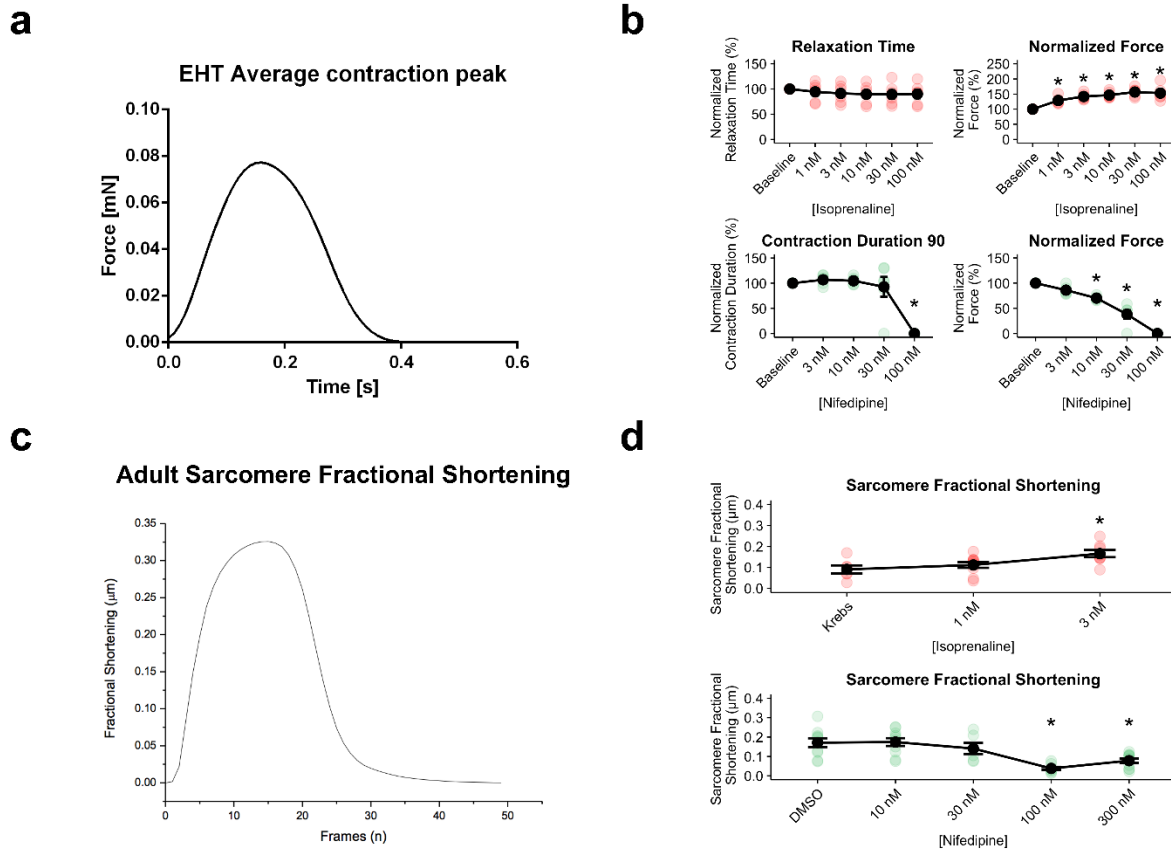 a
EHT Average contraction peak
Force [mN]
0.10
0.08
0.06
0.04
0.02
0.00
0.0 0.2 0.4 0.6
Time [s]
b
Relaxation Time
Normalized
Relaxation Time (%)
150
100
50
0
Baseline 1 nM 3 nM 10 nM 30 nM 100 nM
[Isoprenaline]
Normalized Force
Normalized
Force (%)
250
200
150
100
50
0
* * * * *
Baseline 1 nM 3 nM 10 nM 30 nM 100 nM
[Isoprenaline]
Contraction Duration 90
Normalized
Contraction Duration (%)
150
100
50
0
*
Baseline 3 nM 10 nM 30 nM 100 nM
[Nifedipine]
Normalized Force
Normalized
Force (%)
150
100
50
0
* * *
Baseline 3 nM 10 nM 30 nM 100 nM
[Nifedipine]
c
Adult Sarcomere Fractional Shortening
Fractional Shortening (μm)
0.35
0.30
0.25
0.20
0.15
0.10
0.05
0.00
0 10 20 30 40 50
Frames (n)
d
Sarcomere Fractional Shortening
Sarcomere Fractional
Shortening (μm)
0.4
0.3
0.2
0.1
0.0
*
Krebs 1 nM 3 nM
[Isoprenaline]
Sarcomere Fractional Shortening
Sarcomere Fractional
Shortening (μm)
0.4
0.3
0.2
0.1
0.0
* *
DMSO 10 nM 30 nM 100 nM 300 nM
[Nifedipine]